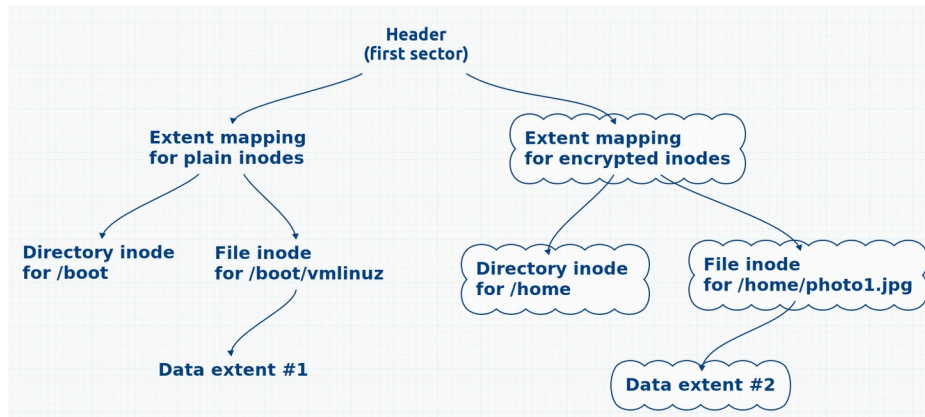 Header
(first sector)
Extent mapping
for plain inodes
Extent mapping
for encrypted inodes
Directory inode
for /boot
File inode
for /boot/vmlinuz
Directory inode
for /home
File inode
for /home/photo1.jpg
Data extent #1
Data extent #2